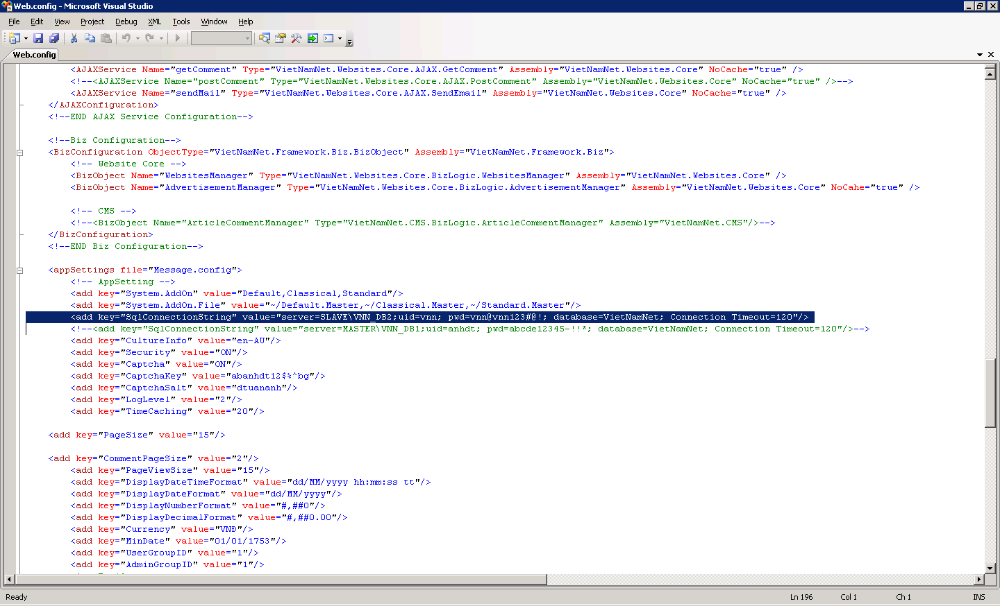 Web.config - Microsoft Visual Studio
File Edit View Project Debug XML Tools Window Help
Web.config
<AJAXService Name="getComment" Type="VietNamNet.Websites.Core.AJAX.GetComment" Assembly="VietNamNet.Websites.Core" NoCache="true" />
<!--<AJAXService Name="postComment" Type="VietNamNet.Websites.Core.AJAX.PostComment" Assembly="VietNamNet.Websites.Core" NoCache="true" />-->
<AJAXService Name="sendMail" Type="VietNamNet.Websites.Core.AJAX.SendEmail" Assembly="VietNamNet.Websites.Core" NoCache="true" />
</AJAXConfiguration>
<!--END AJAX Service Configuration-->
<!--Biz Configuration-->
<BizConfiguration ObjectType="VietNamNet.Framework.Biz.BizObject" Assembly="VietNamNet.Framework.Biz">
<!-- Website Core -->
<BizObject Name="WebsitesManager" Type="VietNamNet.Websites.Core.BizLogic.WebsitesManager" Assembly="VietNamNet.Websites.Core" />
<BizObject Name="AdvertisementManager" Type="VietNamNet.Websites.Core.BizLogic.AdvertisementManager" Assembly="VietNamNet.Websites.Core" NoCahe="true" />
<!-- CMS -->
<!--<BizObject Name="ArticleCommentManager" Type="VietNamNet.CMS.BizLogic.ArticleCommentManager" Assembly="VietNamNet.CMS"/>-->
</BizConfiguration>
<!--END Biz Configuration-->
<appSettings file="Message.config">
<!-- AppSetting -->
<add key="System.AddOn" value="Default,Classical,Standard"/>
<add key="System.AddOn.File" value="~/Default.Master,~/Classical.Master,~/Standard.Master"/>
<add key="SqlConnectionString" value="server=SLAVE\VNN_DB2;uid=vnn; pwd=vnn@vnn123#@!; database=VietNamNet; Connection Timeout=120"/>
<!--<add key="SqlConnectionString" value="server=MASTER\VNN_DB1;uid=anhdt; pwd=abcde12345-!!*; database=VietNamNet; Connection Timeout=120"/>-->
<add key="CultureInfo" value="en-AU"/>
<add key="Security" value="ON"/>
<add key="Captcha" value="ON"/>
<add key="CaptchaKey" value="abanhdt12$%^bg"/>
<add key="CaptchaSalt" value="dtuananh"/>
<add key="LogLevel" value="2"/>
<add key="TimeCaching" value="20"/>
<add key="PageSize" value="15"/>
<add key="CommentPageSize" value="2"/>
<add key="PageViewSize" value="15"/>
<add key="DisplayDateTimeFormat" value="dd/MM/yyyy hh:mm:ss tt"/>
<add key="DisplayDateFormat" value="dd/MM/yyyy"/>
<add key="DisplayNumberFormat" value="#,##0"/>
<add key="DisplayDecimalFormat" value="#,##0.00"/>
<add key="Currency" value="VNĐ"/>
<add key="MinDate" value="01/01/1753"/>
<add key="UserGroupID" value="1"/>
<add key="AdminGroupID" value="1"/>
Ready Ln 196 Col 1 Ch 1 INS